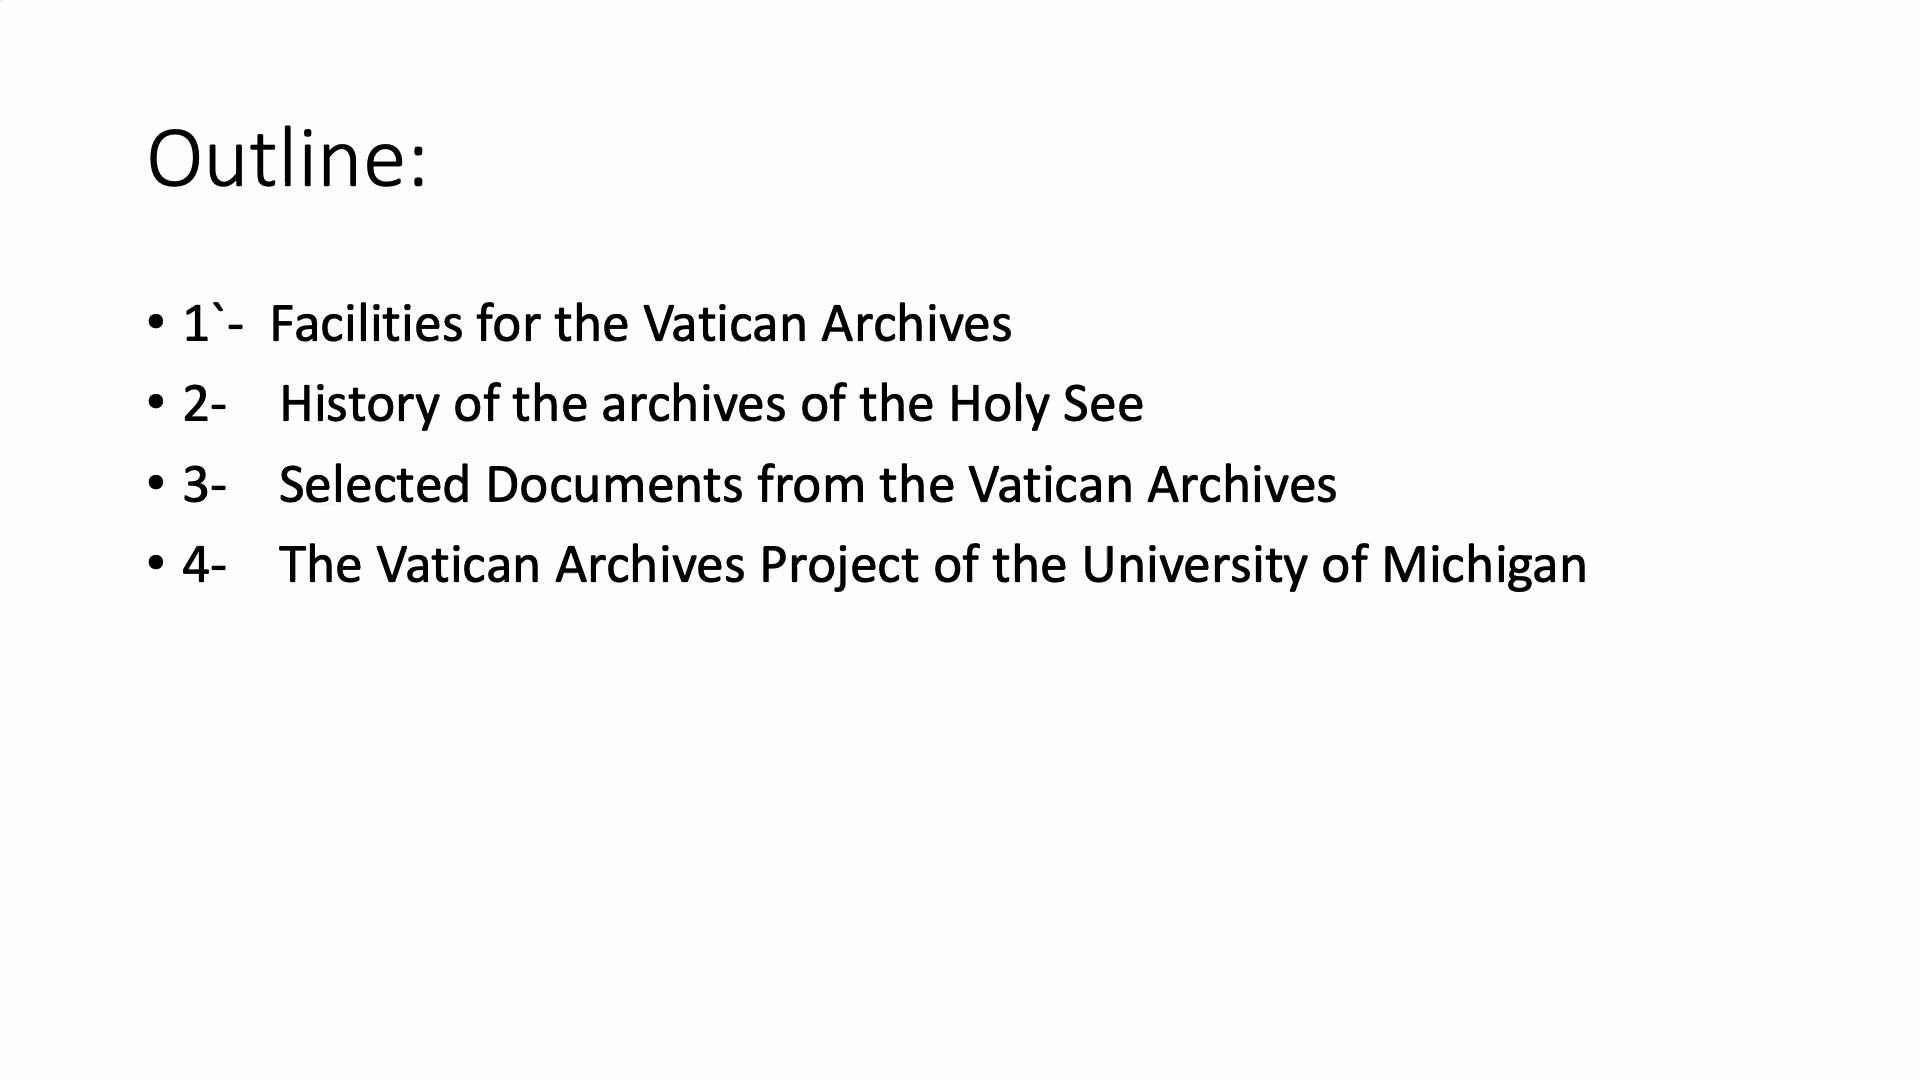 Outline:
• 1`- Facilities for the Vatican Archives
• 2- History of the archives of the Holy See
• 3- Selected Documents from the Vatican Archives
• 4- The Vatican Archives Project of the University of Michigan